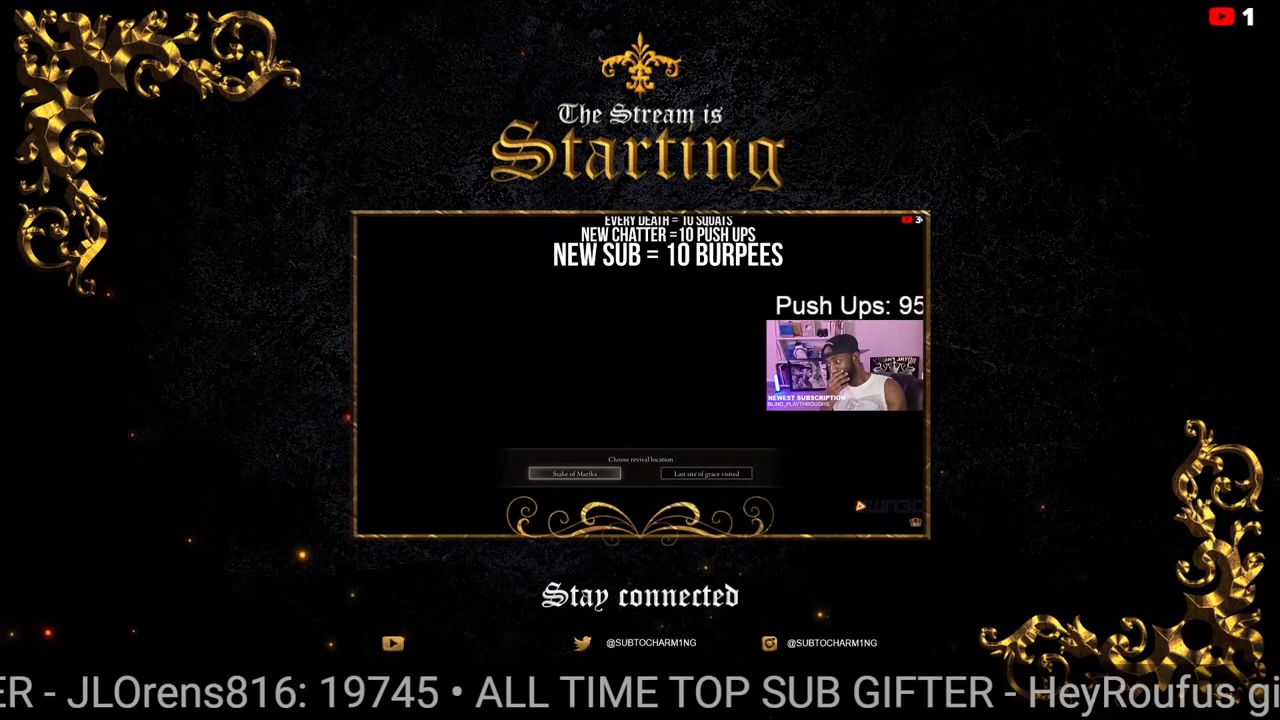 1
The Stream is
Starting
EVERY DEATH = 10 SQUATS
NEW CHATTER =10 PUSH UPS
NEW SUB = 10 BURPEES
Push Ups: 95
NEWEST SUBSCRIPTION
BLIND_PLAYTHROUGHS
Choose revival location
Stake of Marika
Last site of grace visited
Stay connected
@SUBTOCHARM1NG
@SUBTOCHARM1NG
ER - JLOrens816: 19745 • ALL TIME TOP SUB GIFTER - HeyRoufus gi